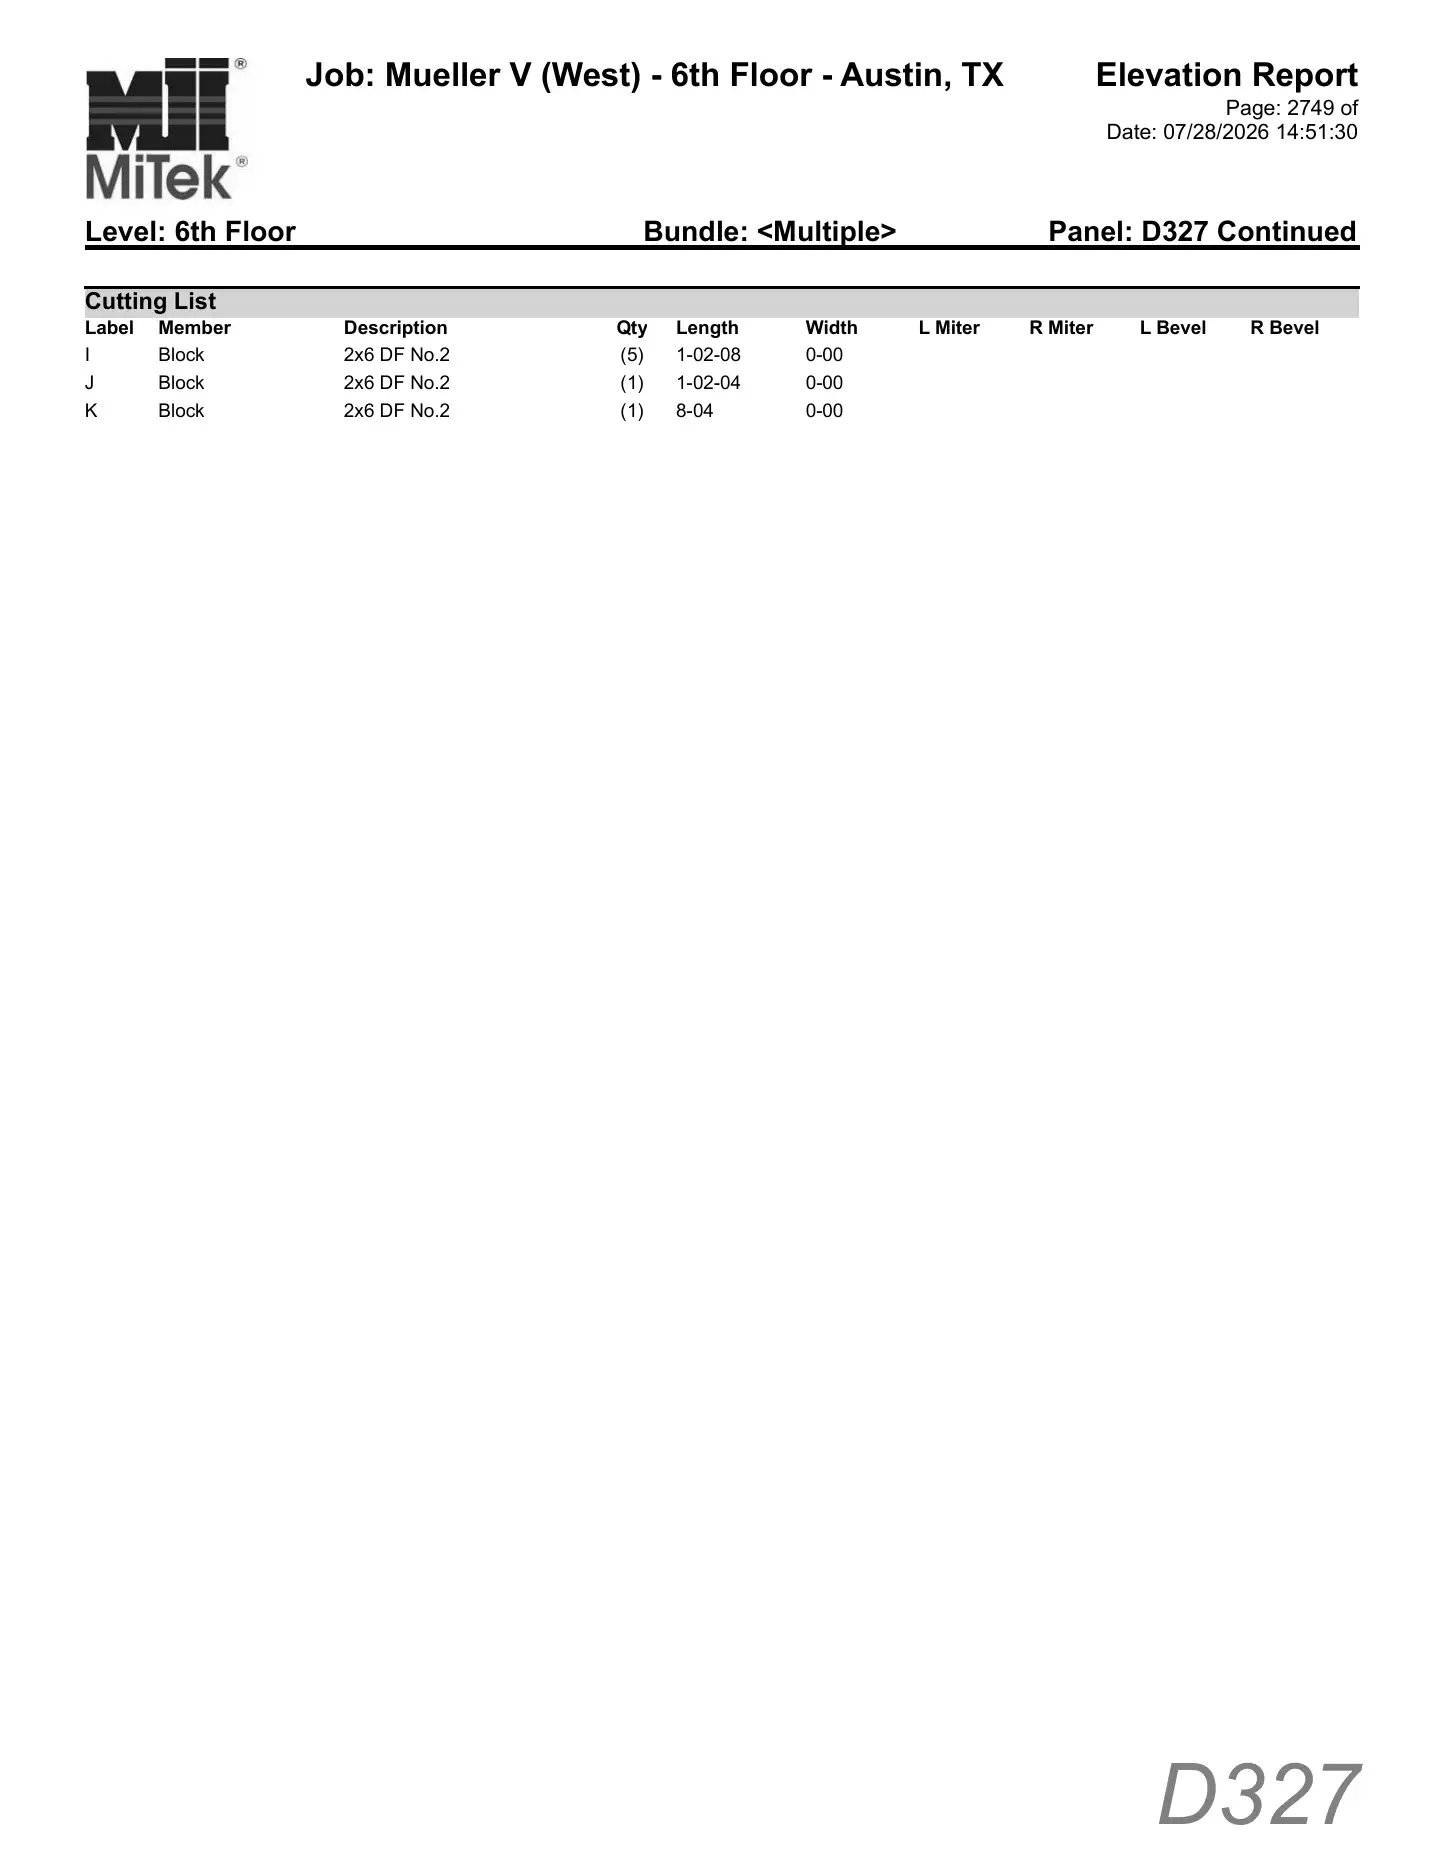 MiTek®
®
Job: Mueller V (West) - 6th Floor - Austin, TX
Elevation Report
Page: 2749 of
Date: 07/28/2026 14:51:30
Level: 6th Floor Bundle: <Multiple> Panel: D327 Continued
Cutting List
Label Member Description Qty Length Width L Miter R Miter L Bevel R Bevel
I Block 2x6 DF No.2 (5) 1-02-08 0-00
J Block 2x6 DF No.2 (1) 1-02-04 0-00
K Block 2x6 DF No.2 (1) 8-04 0-00
D327